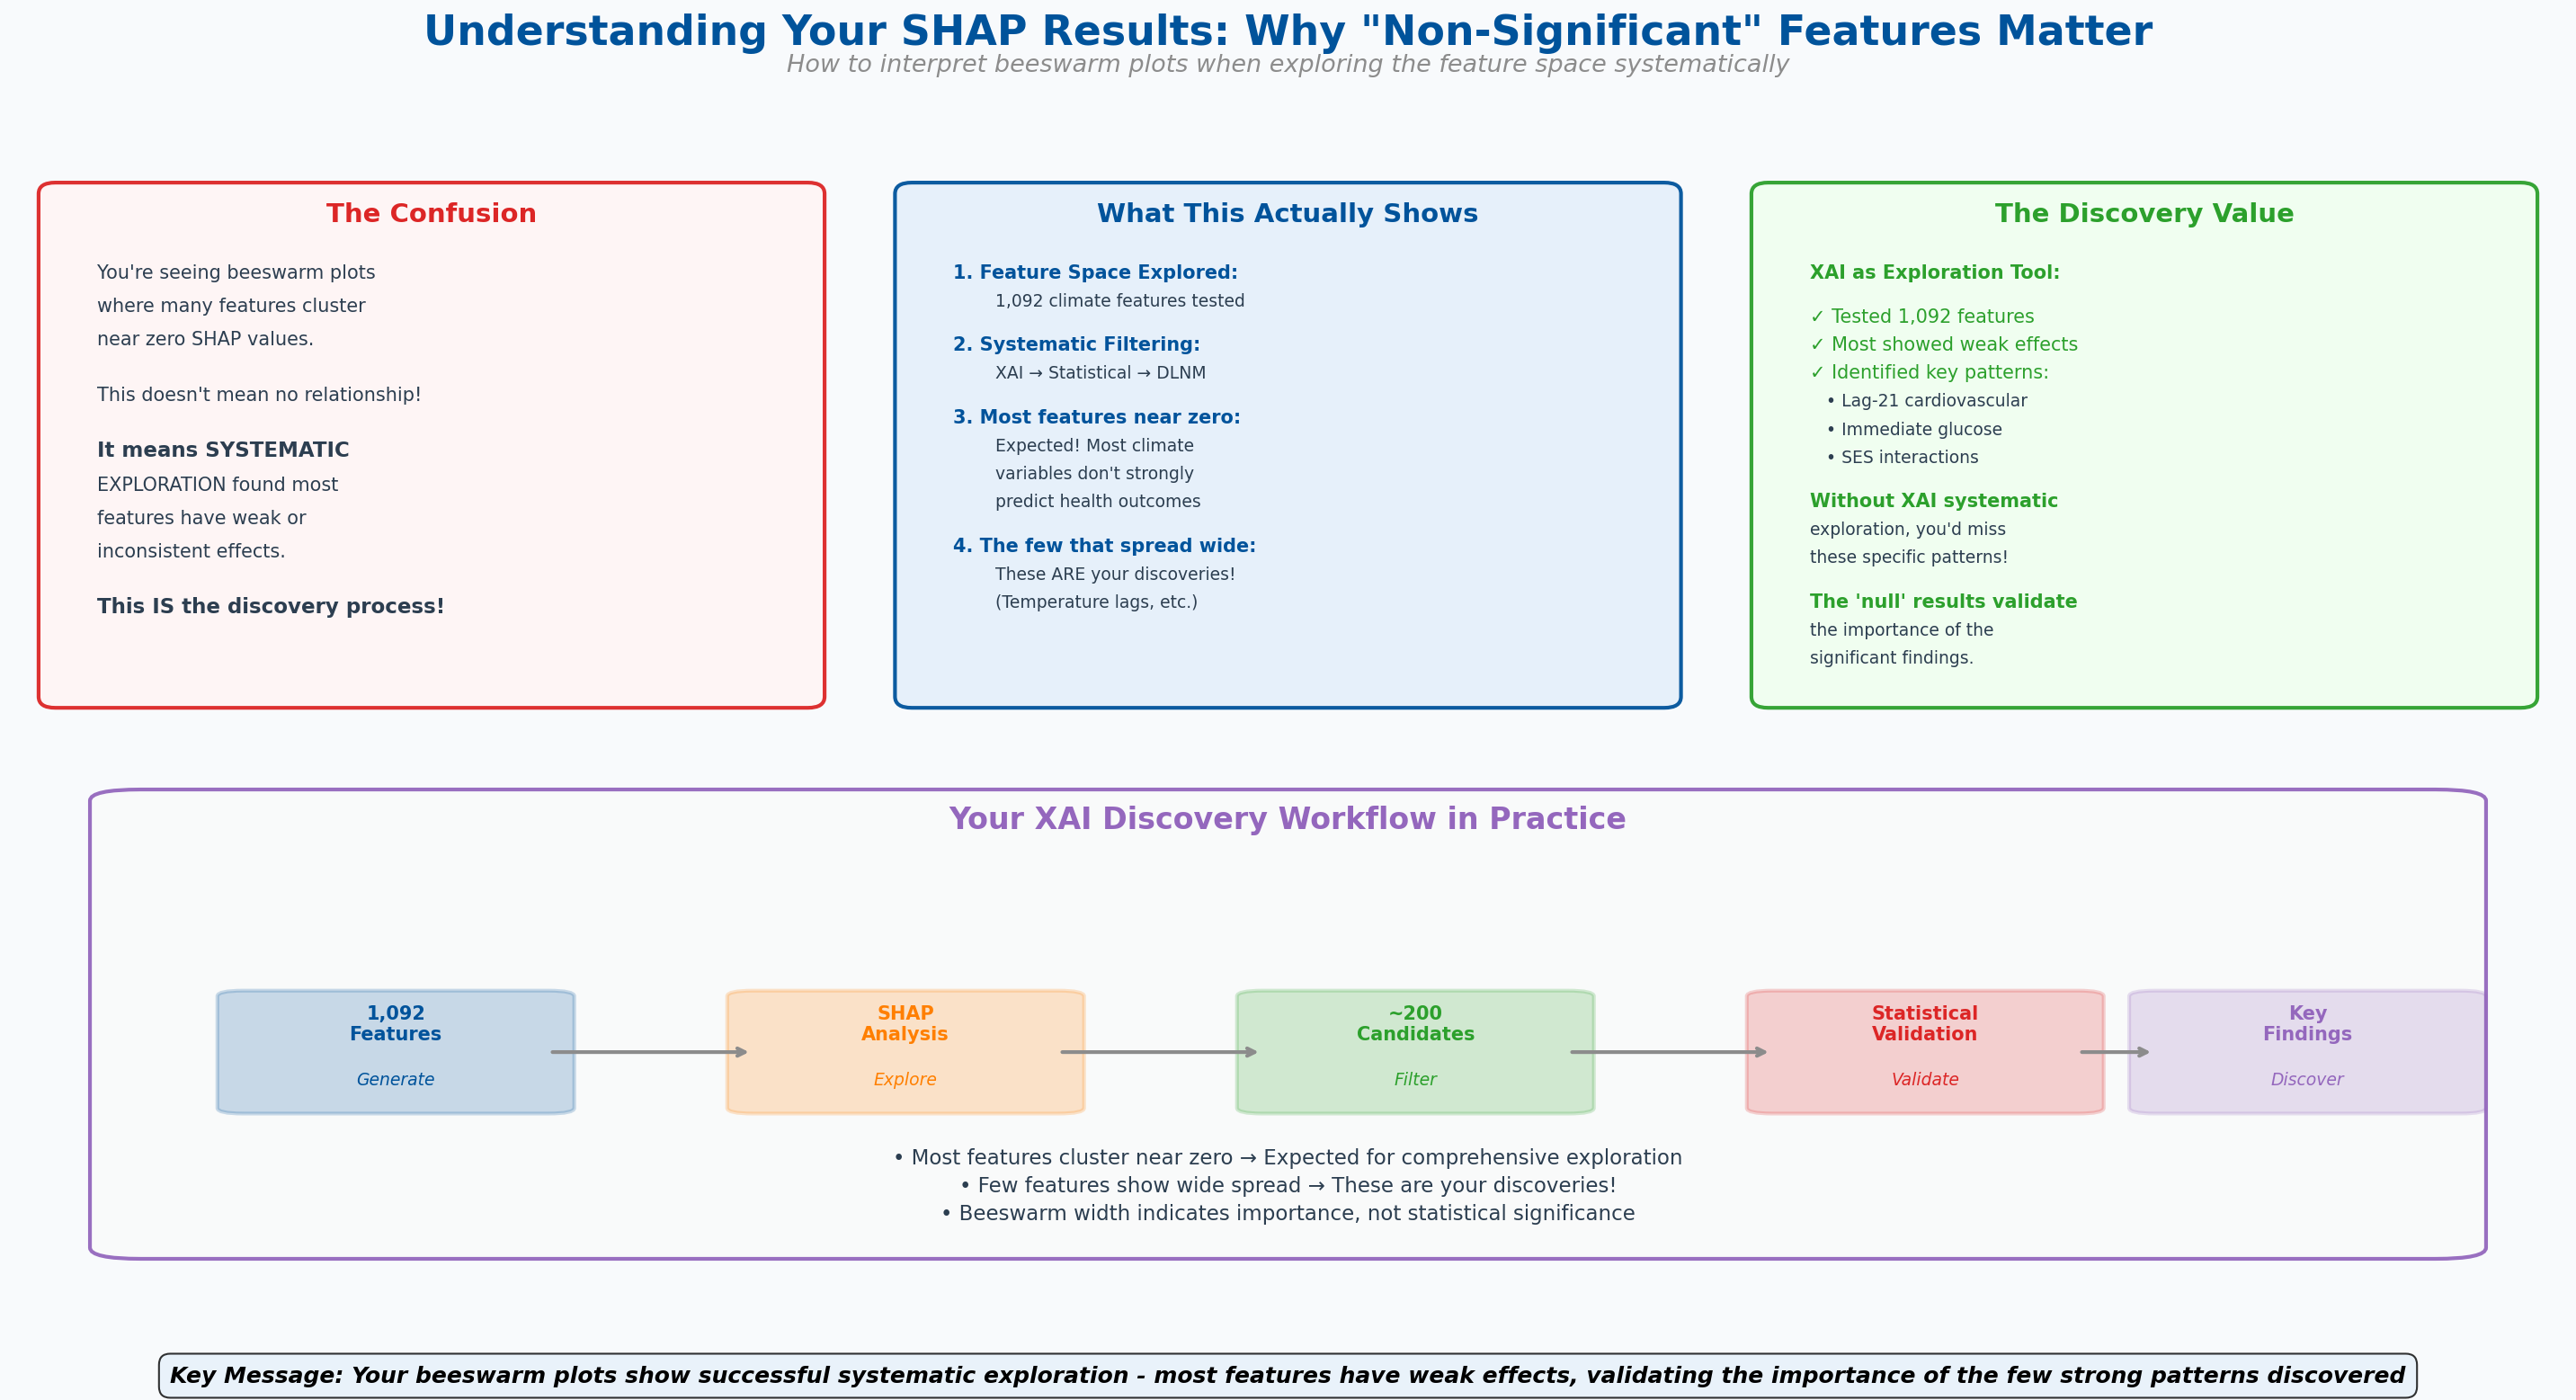 Understanding Your SHAP Results: Why "Non-Significant" Features Matter
How to interpret beeswarm plots when exploring the feature space systematically
The Confusion
You're seeing beeswarm plots
where many features cluster
near zero SHAP values.
This doesn't mean no relationship!
It means SYSTEMATIC
EXPLORATION found most
features have weak or
inconsistent effects.
This IS the discovery process!
What This Actually Shows
1. Feature Space Explored:
1,092 climate features tested
2. Systematic Filtering:
XAI → Statistical → DLNM
3. Most features near zero:
Expected! Most climate
variables don't strongly
predict health outcomes
4. The few that spread wide:
These ARE your discoveries!
(Temperature lags, etc.)
The Discovery Value
XAI as Exploration Tool:
✓ Tested 1,092 features
✓ Most showed weak effects
✓ Identified key patterns:
• Lag-21 cardiovascular
• Immediate glucose
• SES interactions
Without XAI systematic
exploration, you'd miss
these specific patterns!
The 'null' results validate
the importance of the
significant findings.
Your XAI Discovery Workflow in Practice
1,092
Features
Generate
SHAP
Analysis
Explore
~200
Candidates
Filter
Statistical
Validation
Validate
Key
Findings
Discover
• Most features cluster near zero → Expected for comprehensive exploration
• Few features show wide spread → These are your discoveries!
• Beeswarm width indicates importance, not statistical significance
Key Message: Your beeswarm plots show successful systematic exploration - most features have weak effects, validating the importance of the few strong patterns discovered